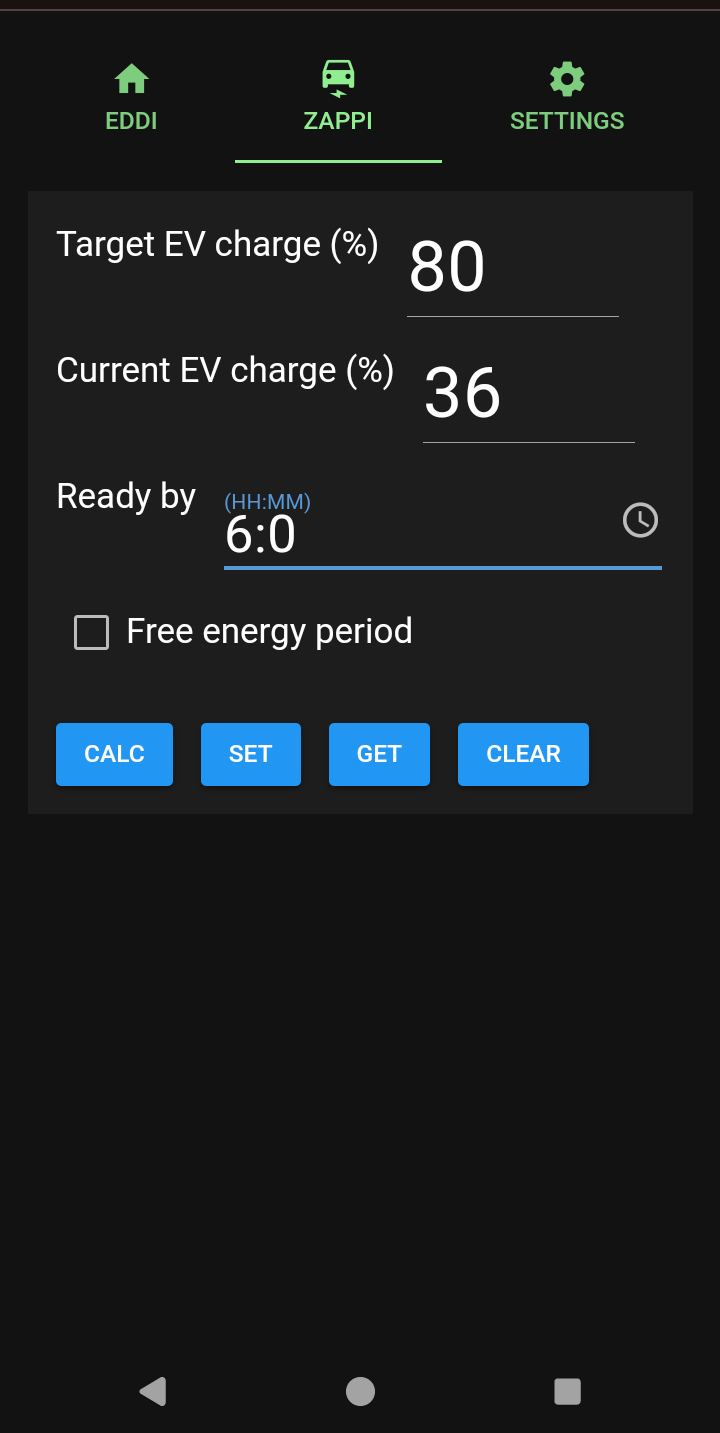 EDDI ZAPPI SETTINGS
Target EV charge (%) 80
Current EV charge (%) 36
Ready by (HH:MM)
6:0
Free energy period
CALC SET GET CLEAR